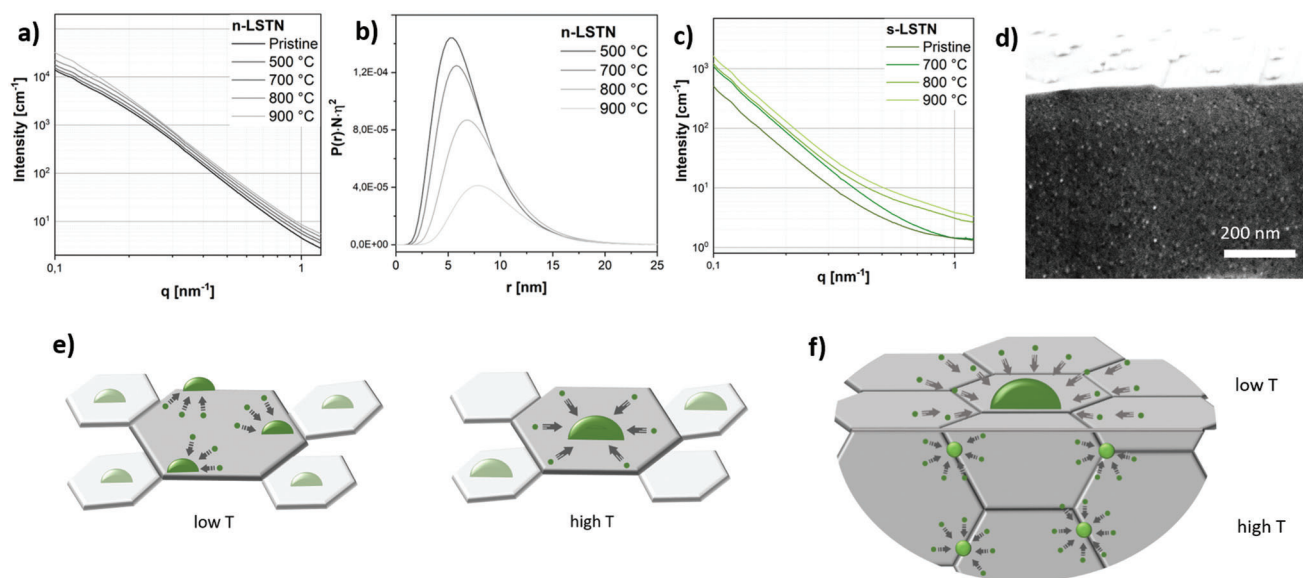 a)
n-LSTN
Pristine
500 °C
700 °C
800 °C
900 °C
Intensity [cm⁻¹]
10⁴
10³
10²
10¹
0,1
1
q [nm⁻¹]
b)
n-LSTN
500 °C
700 °C
800 °C
900 °C
P(r)·N·η²
1,2E-04
8,0E-05
4,0E-05
0,0E+00
0
5
10
15
20
25
r [nm]
c)
s-LSTN
Pristine
700 °C
800 °C
900 °C
Intensity [cm⁻¹]
10³
10²
10¹
10⁰
0,1
1
q [nm⁻¹]
d)
200 nm
e)
low T
high T
f)
low T
high T